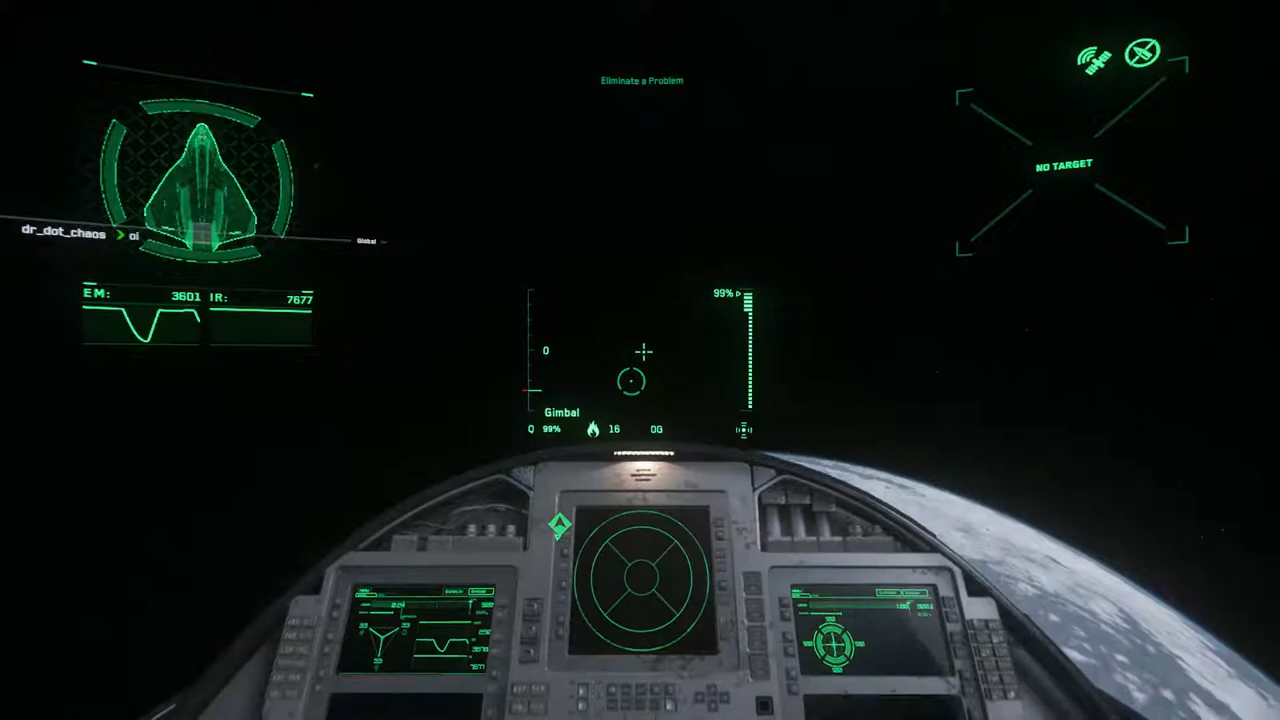 Eliminate a Problem
NO TARGET
dr_dot_chaos > oi
Global
EM: 3601 IR: 7677
99%
0
Gimbal
Q 99% 16 0G